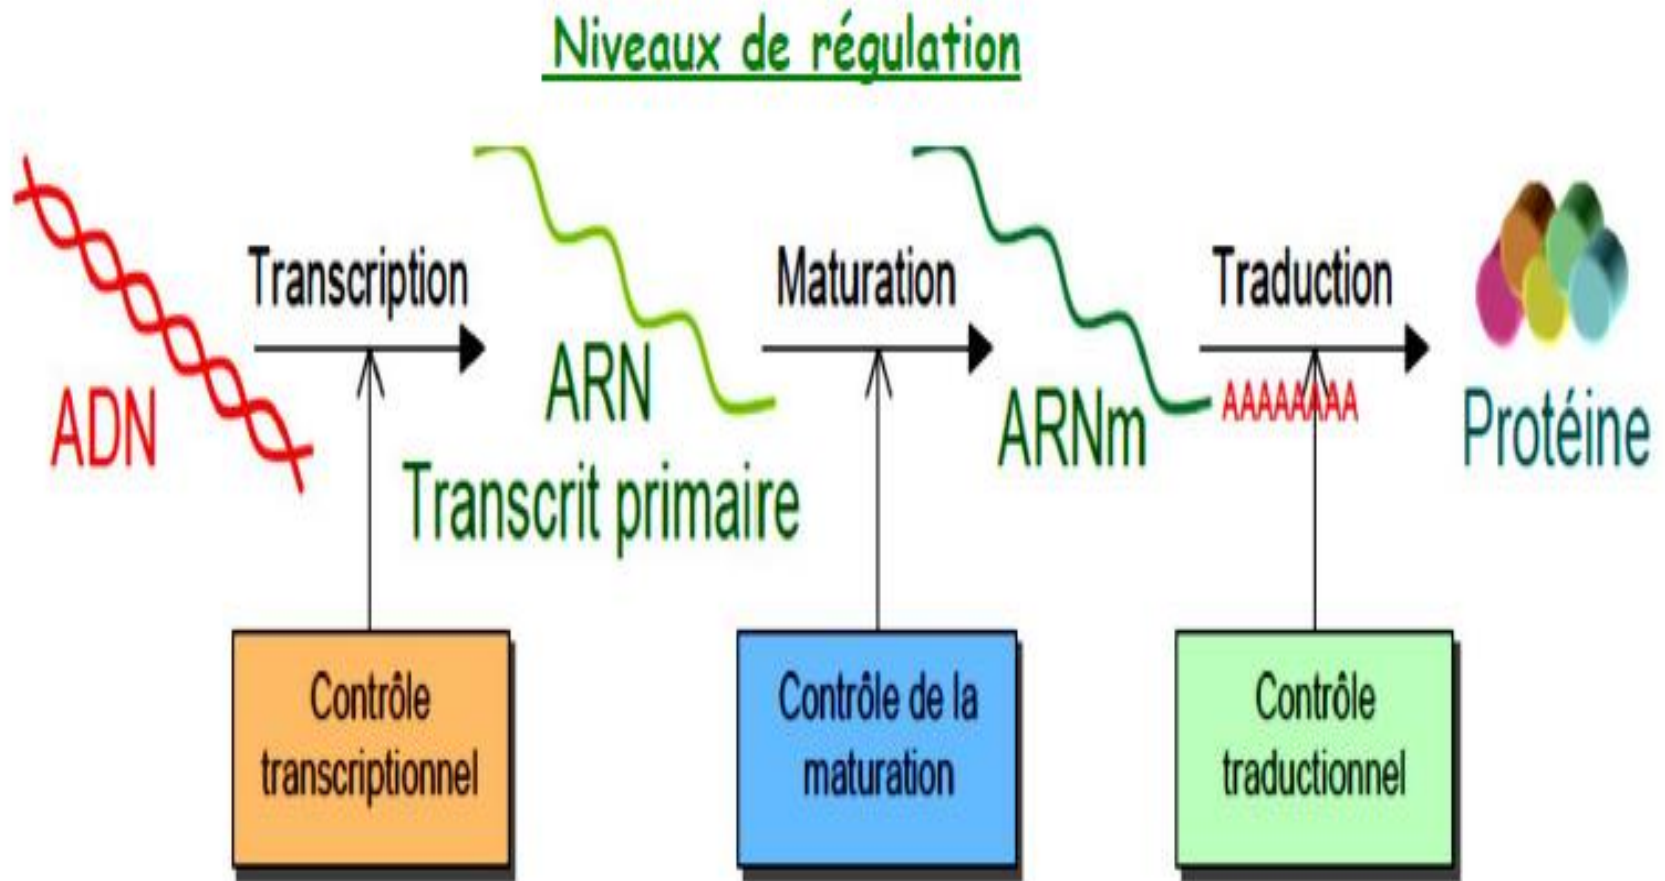 Niveaux de régulation
Transcription
Maturation
Traduction
ADN
ARN
Transcrit primaire
ARNm
AAAAAAAA
Protéine
Contrôle
transcriptionnel
Contrôle de la
maturation
Contrôle
traductionnel